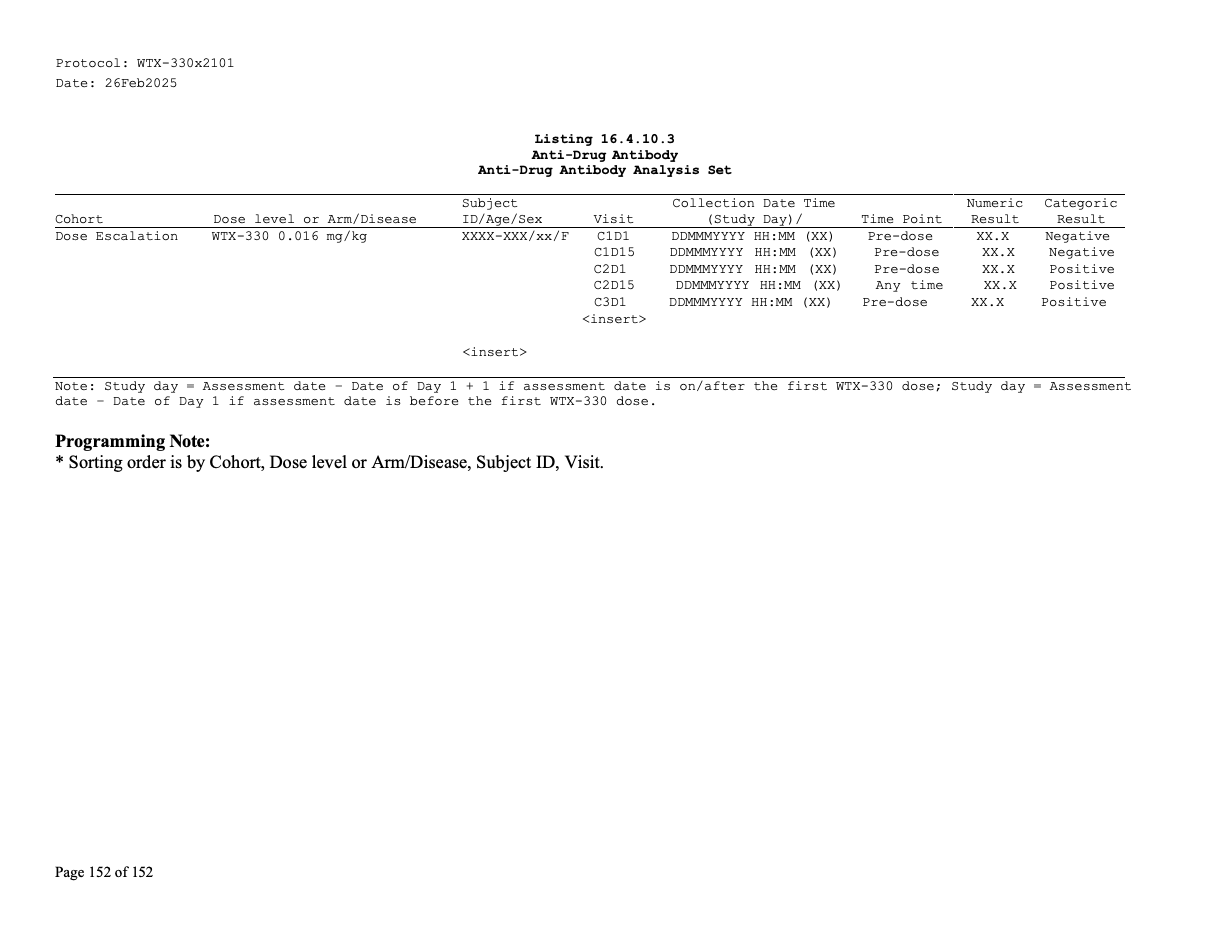 Protocol: WTX-330x2101
Date: 26Feb2025
Listing 16.4.10.3
Anti-Drug Antibody
Anti-Drug Antibody Analysis Set
Subject Collection Date Time Numeric Categoric
Cohort Dose level or Arm/Disease ID/Age/Sex Visit (Study Day)/ Time Point Result Result
Dose Escalation WTX-330 0.016 mg/kg XXXX-XXX/xx/F C1D1 DDMMMYYYY HH:MM (XX) Pre-dose XX.X Negative
C1D15 DDMMMYYYY HH:MM (XX) Pre-dose XX.X Negative
C2D1 DDMMMYYYY HH:MM (XX) Pre-dose XX.X Positive
C2D15 DDMMMYYYY HH:MM (XX) Any time XX.X Positive
C3D1 DDMMMYYYY HH:MM (XX) Pre-dose XX.X Positive
<insert>
<insert>
Note: Study day = Assessment date – Date of Day 1 + 1 if assessment date is on/after the first WTX-330 dose; Study day = Assessment
date – Date of Day 1 if assessment date is before the first WTX-330 dose.
Programming Note:
* Sorting order is by Cohort, Dose level or Arm/Disease, Subject ID, Visit.
Page 152 of 152